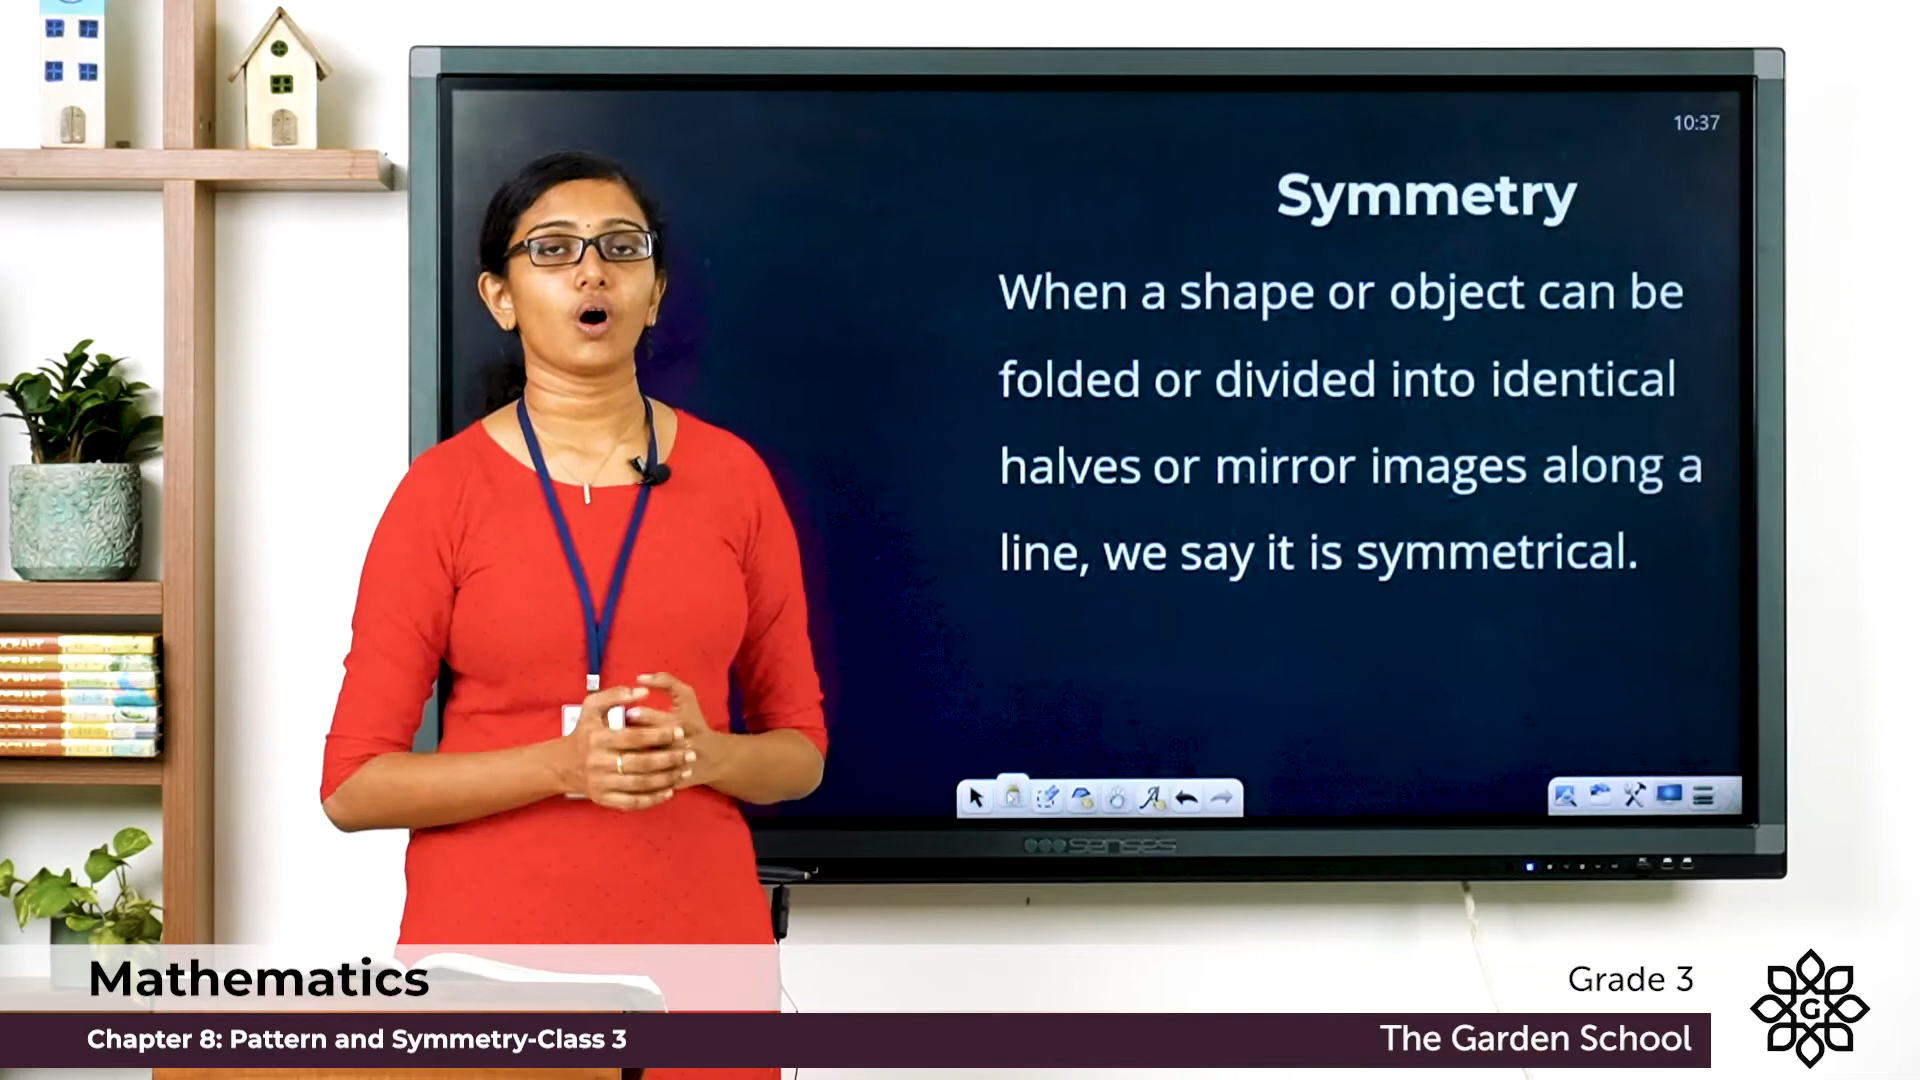 10:37
Symmetry
When a shape or object can be
folded or divided into identical
halves or mirror images along a
line, we say it is symmetrical.
senses
Mathematics
Grade 3
Chapter 8: Pattern and Symmetry-Class 3
The Garden School
G